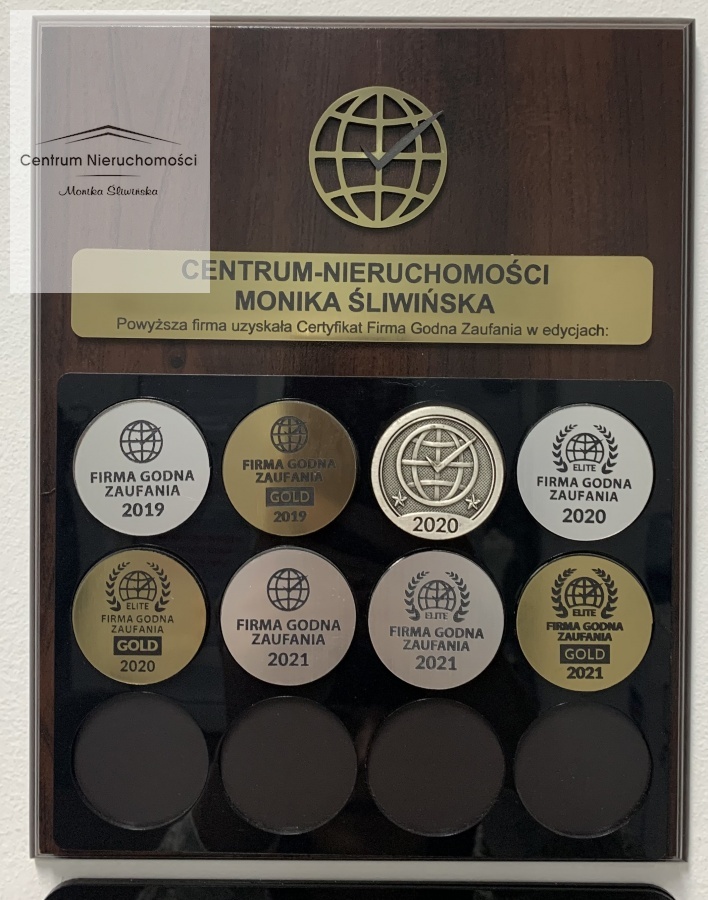 Centrum Nieruchomości
Monika Śliwińska
CENTRUM-NIERUCHOMOŚCI
MONIKA ŚLIWIŃSKA
Powyższa firma uzyskała Certyfikat Firma Godna Zaufania w edycjach:
FIRMA GODNA
ZAUFANIA
2019
FIRMA GODNA
ZAUFANIA
GOLD
2019
2020
ELITE
FIRMA GODNA
ZAUFANIA
2020
ELITE
FIRMA GODNA
ZAUFANIA
GOLD
2020
FIRMA GODNA
ZAUFANIA
2021
ELITE
FIRMA GODNA
ZAUFANIA
2021
ELITE
FIRMA GODNA
ZAUFANIA
GOLD
2021